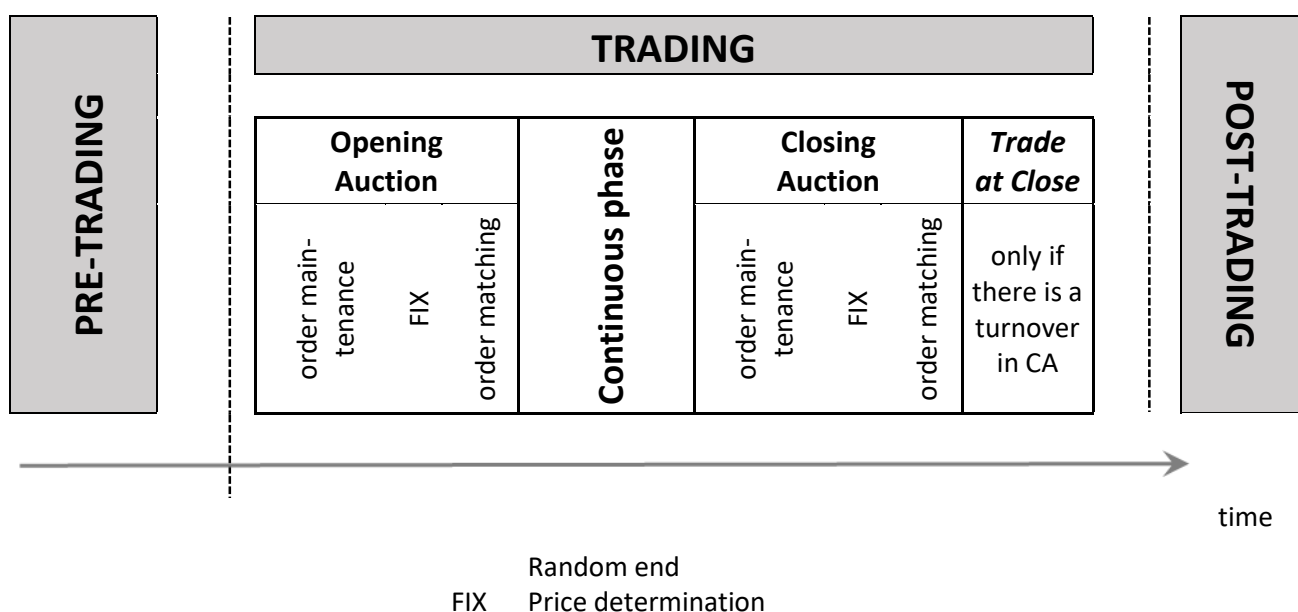 PRE-TRADING
TRADING
Opening
Auction
order main-
tenance
FIX
order matching
Continuous phase
Closing
Auction
order main-
tenance
FIX
order matching
Trade
at Close
only if
there is a
turnover
in CA
POST-TRADING
time
Random end
FIX Price determination